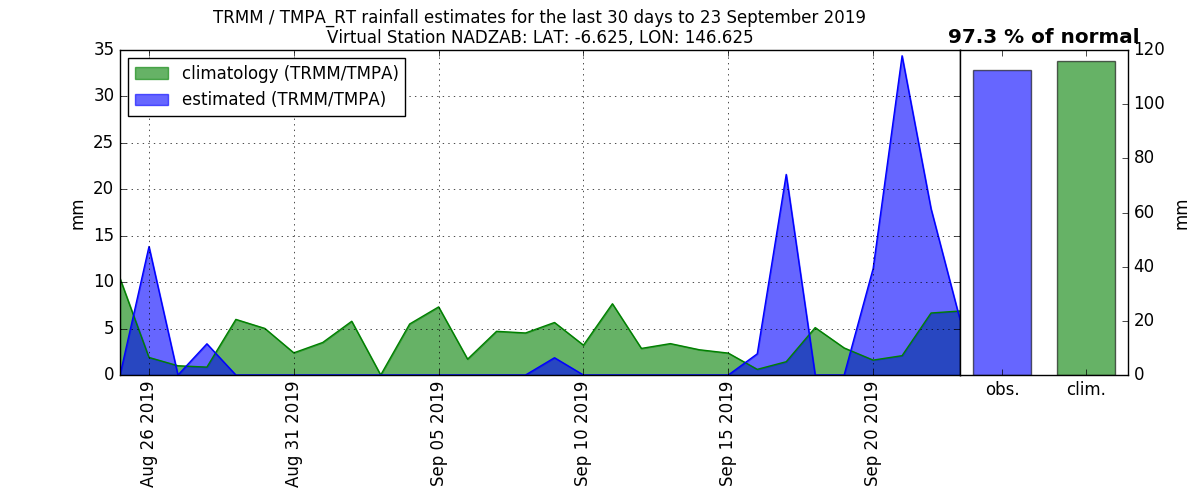 TRMM / TMPA_RT rainfall estimates for the last 30 days to 23 September 2019
Virtual Station NADZAB: LAT: -6.625, LON: 146.625
97.3 % of normal
climatology (TRMM/TMPA)
estimated (TRMM/TMPA)
mm
35
30
25
20
15
10
5
0
Aug 26 2019
Aug 31 2019
Sep 05 2019
Sep 10 2019
Sep 15 2019
Sep 20 2019
obs.
clim.
120
100
80
60
40
20
0
mm